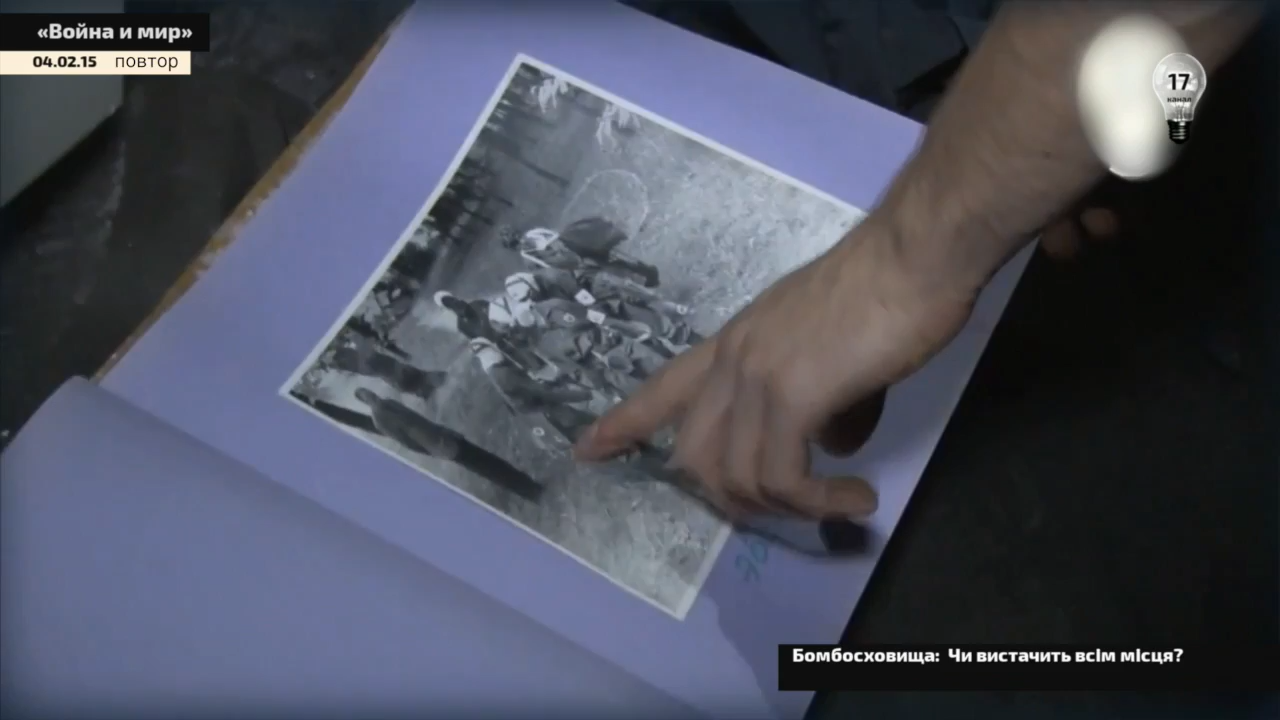 «Война и мир»
04.02.15 повтор
17
канал
Бомбосховища: Чи вистачить всім місця?